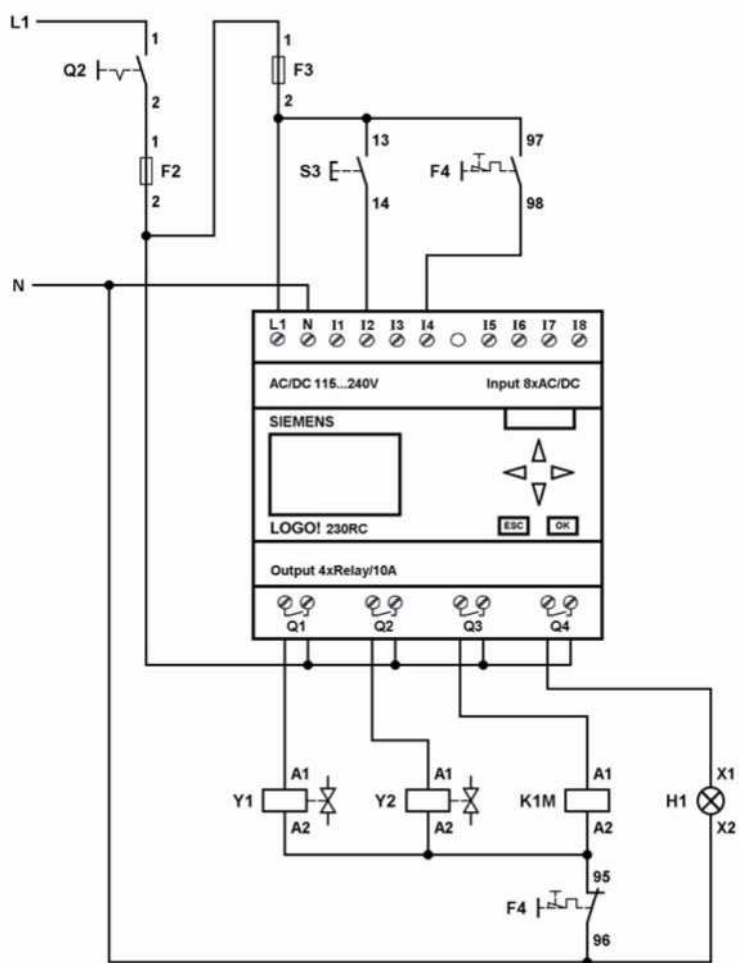 L1
1
1
Q2
F3
2
2
1
13
97
F2
S3
F4
2
14
98
N
L1 N I1 I2 I3 I4 I5 I6 I7 I8
AC/DC 115...240V Input 8xAC/DC
SIEMENS
ESC OK
LOGO! 230RC
Output 4xRelay/10A
Q1 Q2 Q3 Q4
A1 A1 A1 X1
Y1 Y2 K1M H1
A2 A2 A2 X2
95
F4
96